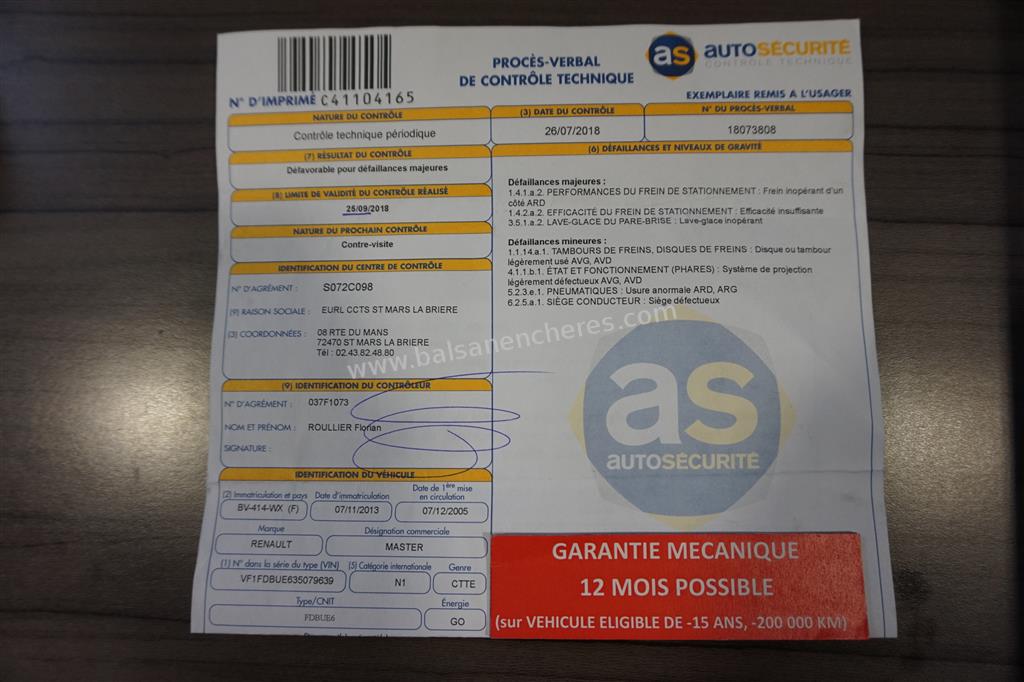 PROCÈS-VERBAL
DE CONTRÔLE TECHNIQUE
as AUTOSÉCURITÉ
CONTRÔLE TECHNIQUE
N° D'IMPRIMÉ C41104165
EXEMPLAIRE REMIS A L'USAGER
NATURE DU CONTRÔLE
Contrôle technique périodique
(3) DATE DU CONTRÔLE
26/07/2018
N° DU PROCÈS-VERBAL
18073808
(7) RÉSULTAT DU CONTRÔLE
Défavorable pour défaillances majeures
(8) LIMITE DE VALIDITÉ DU CONTRÔLE RÉALISÉ
25/09/2018
NATURE DU PROCHAIN CONTRÔLE
Contre-visite
IDENTIFICATION DU CENTRE DE CONTRÔLE
N° D'AGRÉMENT : S072C098
(9) RAISON SOCIALE : EURL CCTS ST MARS LA BRIERE
(3) COORDONNÉES : 08 RTE DU MANS
72470 ST MARS LA BRIERE
Tél : 02.43.82.48.80
(9) IDENTIFICATION DU CONTRÔLEUR
N° D'AGRÉMENT : 037F1073
NOM ET PRÉNOM : ROULLIER Florian
SIGNATURE :
IDENTIFICATION DU VÉHICULE
(2) Immatriculation et pays
BV-414-WX (F)
Date d'immatriculation
07/11/2013
Date de 1ère mise
en circulation
07/12/2005
Marque
RENAULT
Désignation commerciale
MASTER
(1) N° dans la série du type (VIN)
VF1FDBUE635079639
(5) Catégorie internationale
N1
Genre
CTTE
Type/CNIT
FDBUE6
Énergie
GO
(6) DÉFAILLANCES ET NIVEAUX DE GRAVITÉ
Défaillances majeures :
1.4.1.a.2. PERFORMANCES DU FREIN DE STATIONNEMENT : Frein inopérant d'un
côté ARD
1.4.2.a.2. EFFICACITÉ DU FREIN DE STATIONNEMENT : Efficacité insuffisante
3.5.1.a.2. LAVE-GLACE DU PARE-BRISE : Lave-glace inopérant
Défaillances mineures :
1.1.14.a.1. TAMBOURS DE FREINS, DISQUES DE FREINS : Disque ou tambour
légèrement usé AVG, AVD
4.1.1.b.1. ÉTAT ET FONCTIONNEMENT (PHARES) : Système de projection
légèrement défectueux AVG, AVD
5.2.3.e.1. PNEUMATIQUES : Usure anormale ARD, ARG
6.2.5.a.1. SIÈGE CONDUCTEUR : Siège défectueux
www.balsanencheres.com
as
AUTOSÉCURITÉ
GARANTIE MECANIQUE
12 MOIS POSSIBLE
(sur VEHICULE ELIGIBLE DE -15 ANS, -200 000 KM)